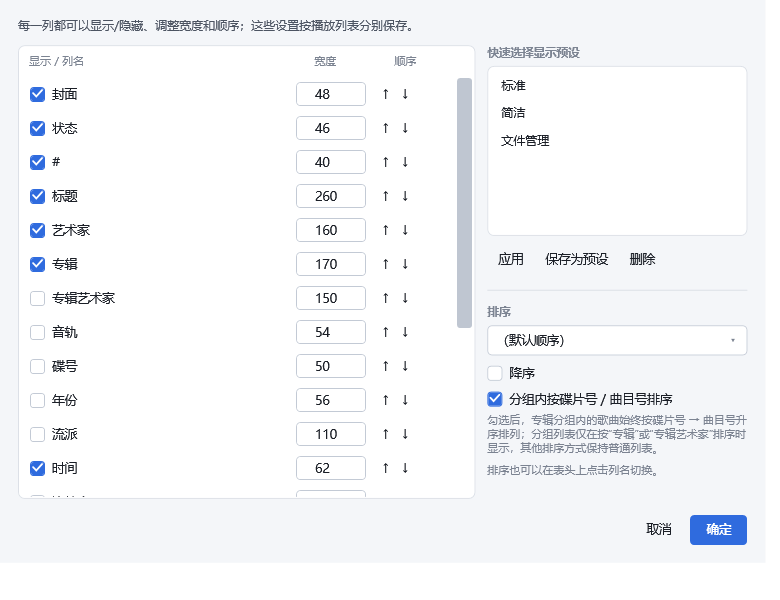 每一列都可以显示/隐藏、调整宽度和顺序；这些设置按播放列表分别保存。
显示 / 列名 宽度 顺序
封面 48 ↑ ↓
状态 46 ↑ ↓
# 40 ↑ ↓
标题 260 ↑ ↓
艺术家 160 ↑ ↓
专辑 170 ↑ ↓
专辑艺术家 150 ↑ ↓
音轨 54 ↑ ↓
碟号 50 ↑ ↓
年份 56 ↑ ↓
流派 110 ↑ ↓
时间 62 ↑ ↓
快速选择显示预设
标准
简洁
文件管理
应用 保存为预设 删除
排序
(默认顺序)
降序
分组内按碟片号 / 曲目号排序
勾选后，专辑分组内的歌曲始终按碟片号 → 曲目号升
序排列；分组列表仅在按“专辑”或“专辑艺术家”排序时
显示，其他排序方式保持普通列表。
排序也可以在表头上点击列名切换。
取消 确定